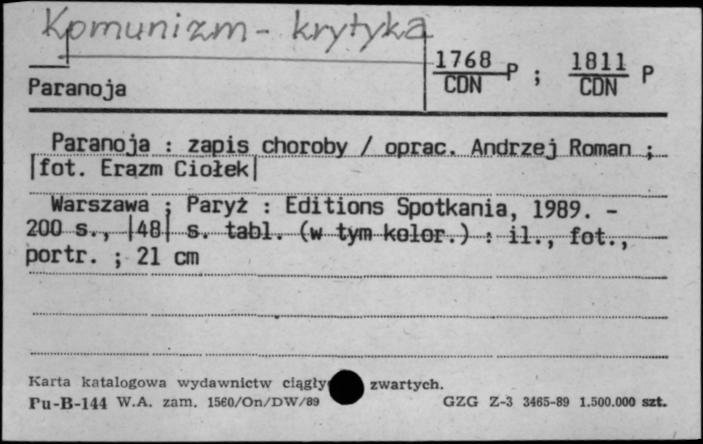 Komunizm - krytyka
1768 P ; 1811 P
CDN CDN
Paranoja
Paranoja : zapis choroby / oprac. Andrzej Roman ;
|fot. Erazm Ciołek|
Warszawa ; Paryż : Editions Spotkania, 1989. -
200 s., |48| s. tabl. (w tym kolor.) : il., fot.,
portr. ; 21 cm
Karta katalogowa wydawnictw ciągły zwartych.
Pu-B-144 W.A. zam. 1560/On/DW/89 GZG Z-3 3465-89 1.500.000 szt.